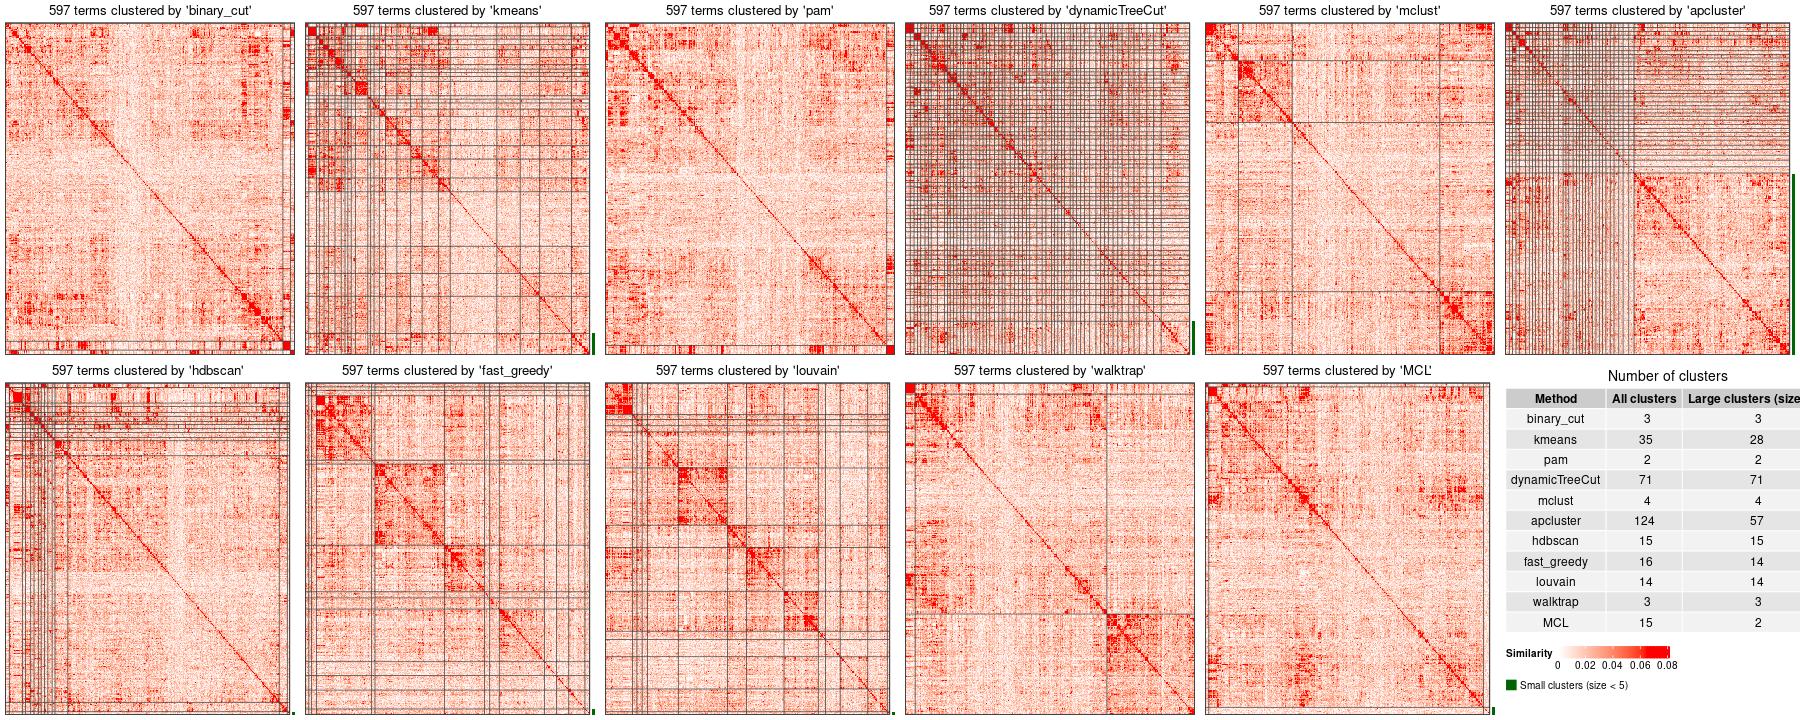 597 terms clustered by 'binary_cut'
597 terms clustered by 'kmeans'
597 terms clustered by 'pam'
597 terms clustered by 'dynamicTreeCut'
597 terms clustered by 'mclust'
597 terms clustered by 'apcluster'
597 terms clustered by 'hdbscan'
597 terms clustered by 'fast_greedy'
597 terms clustered by 'louvain'
597 terms clustered by 'walktrap'
597 terms clustered by 'MCL'
Number of clusters
Method All clusters Large clusters (size
binary_cut 3 3
kmeans 35 28
pam 2 2
dynamicTreeCut 71 71
mclust 4 4
apcluster 124 57
hdbscan 15 15
fast_greedy 16 14
louvain 14 14
walktrap 3 3
MCL 15 2
Similarity
0 0.02 0.04 0.06 0.08
Small clusters (size < 5)